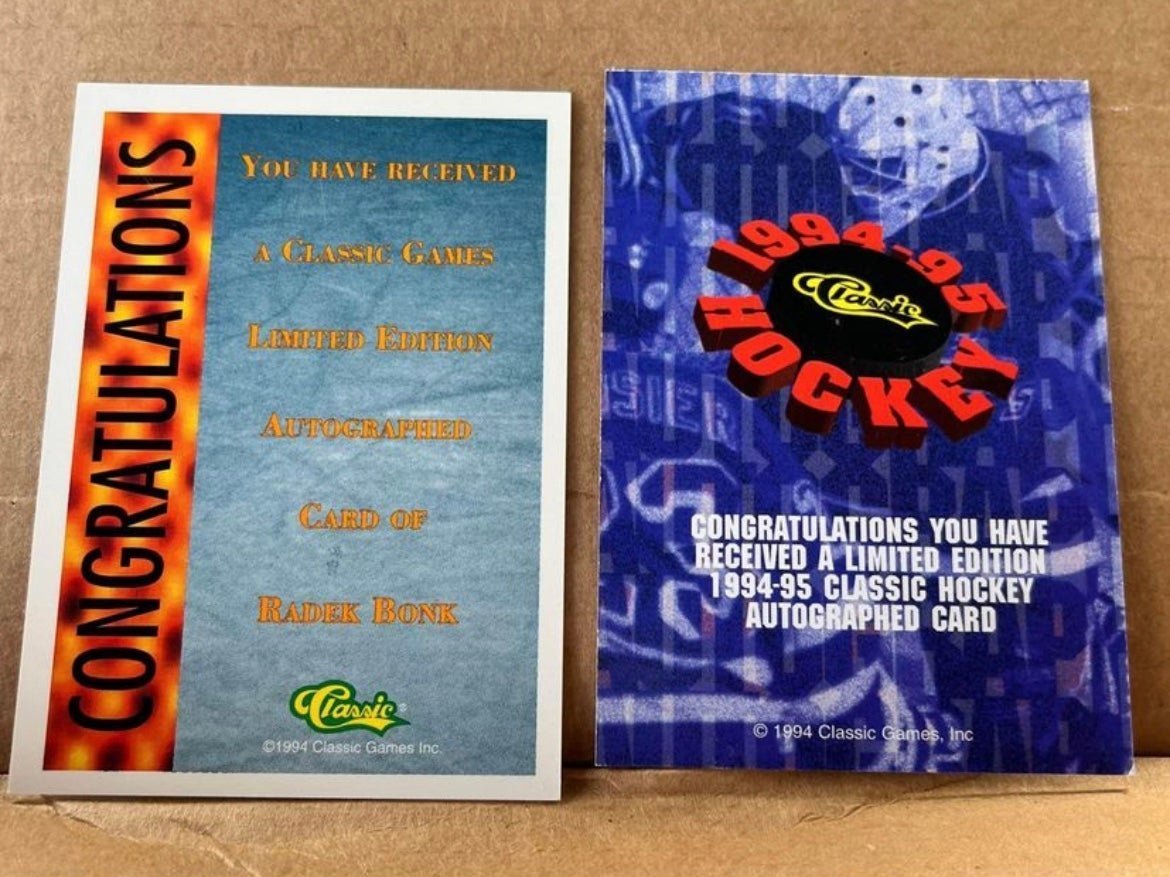 CONGRATULATIONS
YOU HAVE RECEIVED
A CLASSIC GAMES
LIMITED EDITION
AUTOGRAPHED
CARD OF
RADEK BONK
Classic®
©1994 Classic Games Inc.
1994-95
Classic
HOCKEY
CONGRATULATIONS YOU HAVE
RECEIVED A LIMITED EDITION
1994-95 CLASSIC HOCKEY
AUTOGRAPHED CARD
© 1994 Classic Games, Inc